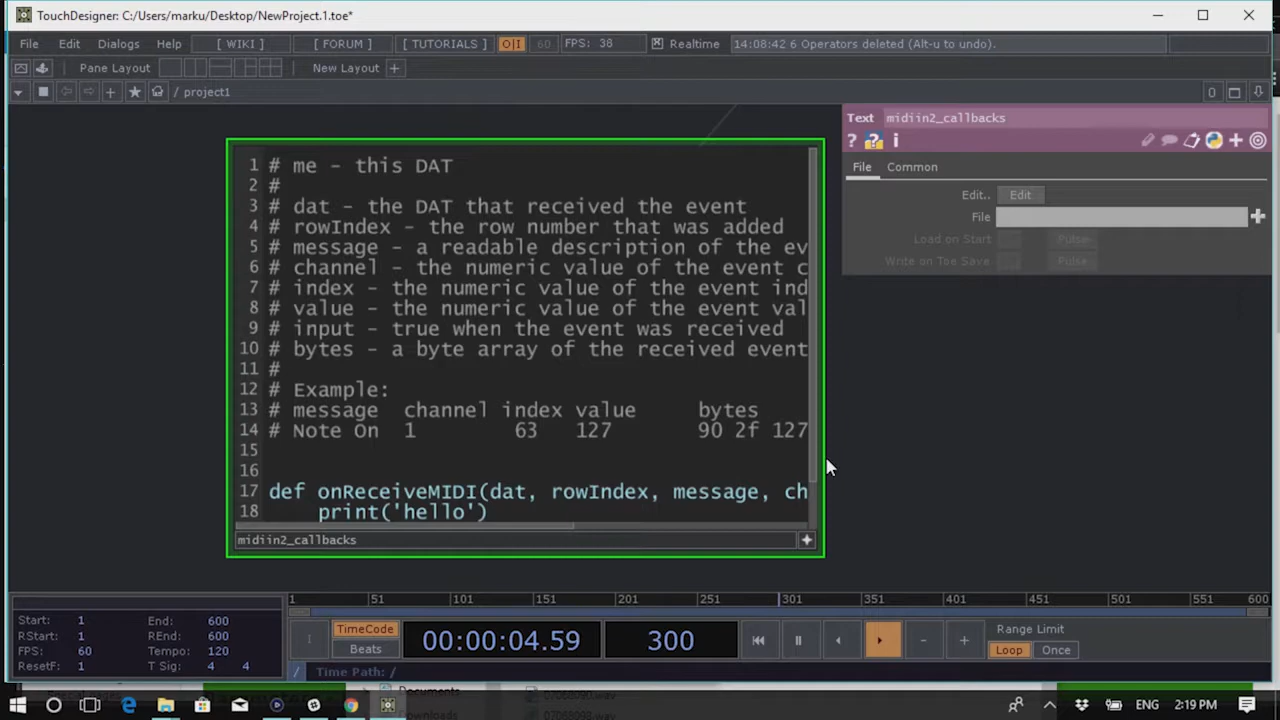 TouchDesigner: C:/Users/marku/Desktop/NewProject.1.toe*
File Edit Dialogs Help [ WIKI ] [ FORUM ] [ TUTORIALS ] O|I 60 FPS: 38 Realtime 14:08:42 6 Operators deleted (Alt-u to undo).
Pane Layout New Layout +
/ project1 0
Text midiin2_callbacks
? ? i
File Common
Edit.. Edit
File
Load on Start Pulse
Write on Toe Save Pulse
1 # me - this DAT
2 #
3 # dat - the DAT that received the event
4 # rowIndex - the row number that was added
5 # message - a readable description of the ev
6 # channel - the numeric value of the event c
7 # index - the numeric value of the event ind
8 # value - the numeric value of the event val
9 # input - true when the event was received
10 # bytes - a byte array of the received event
11 #
12 # Example:
13 # message channel index value bytes
14 # Note On 1 63 127 90 2f 127
15
16
17 def onReceiveMIDI(dat, rowIndex, message, ch
18 print('hello')
midiin2_callbacks
1 51 101 151 201 251 301 351 401 451 501 551 600
Start: 1 End: 600
RStart: 1 REnd: 600
FPS: 60 Tempo: 120
ResetF: 1 T Sig: 4 4
TimeCode
Beats
00:00:04.59 300
Range Limit
Loop Once
/ Time Path: /
Documents
ENG 2:19 PM